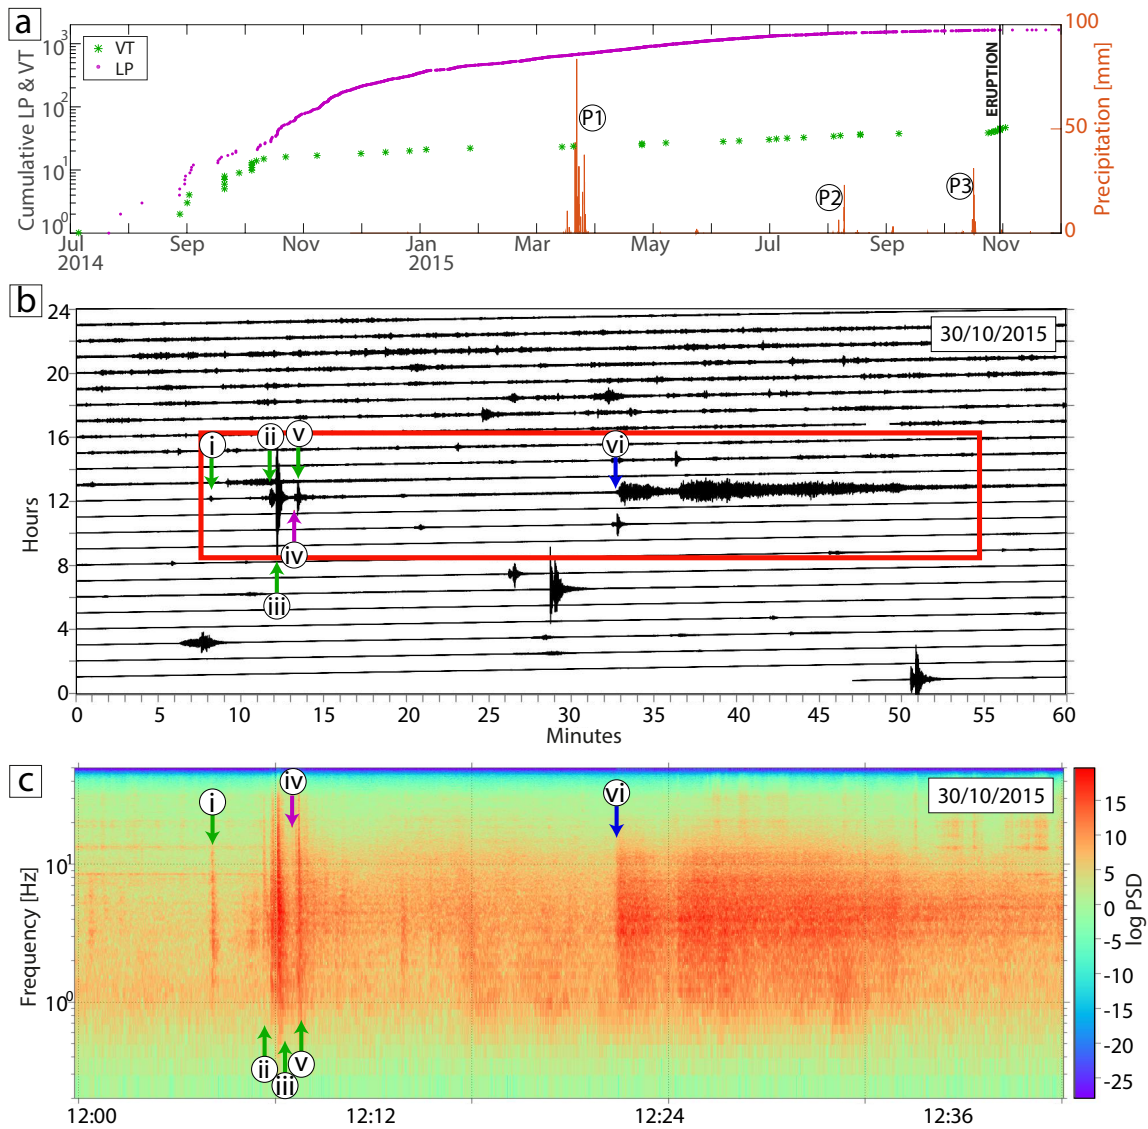 a
Cumulative LP & VT
10³
10²
10¹
10⁰
VT
LP
P1
P2
P3
ERUPTION
100
50
0
Precipitation [mm]
Jul Sep Nov Jan Mar May Jul Sep Nov
2014 2015
b
30/10/2015
Hours
24
20
16
12
8
4
0
i ii v vi
iv
iii
0 5 10 15 20 25 30 35 40 45 50 55 60
Minutes
c
30/10/2015
iv
i vi
Frequency [Hz]
10¹
10⁰
ii iii v
12:00 12:12 12:24 12:36
15
10
5
0
-5
-10
-15
-20
-25
log PSD